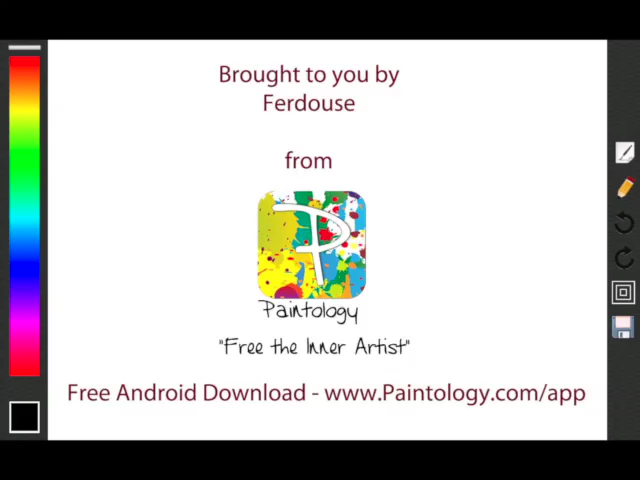 Brought to you by
Ferdouse
from
P
Paintology
"Free the Inner Artist"
Free Android Download - www.Paintology.com/app